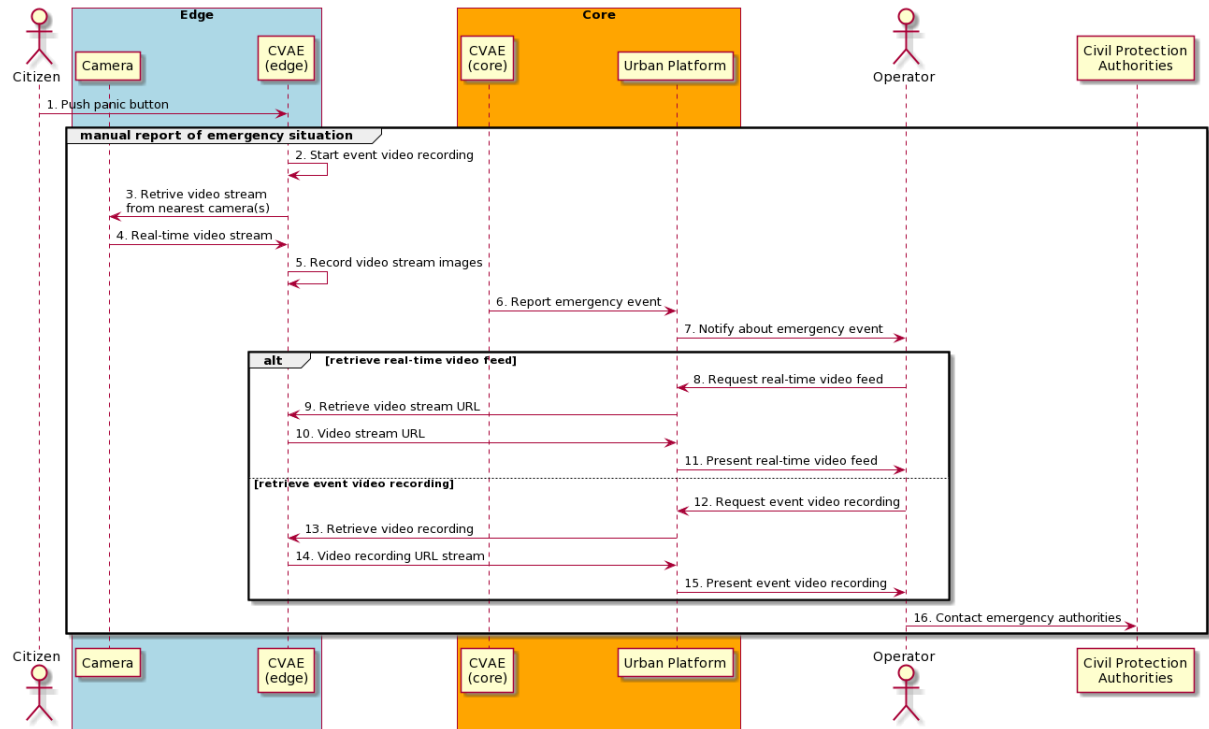 Edge
Core
Citizen
Camera
CVAE
(edge)
CVAE
(core)
Urban Platform
Operator
Civil Protection
Authorities
1. Push panic button
manual report of emergency situation
2. Start event video recording
3. Retrive video stream
from nearest camera(s)
4. Real-time video stream
5. Record video stream images
6. Report emergency event
7. Notify about emergency event
alt
[retrieve real-time video feed]
8. Request real-time video feed
9. Retrieve video stream URL
10. Video stream URL
11. Present real-time video feed
[retrieve event video recording]
12. Request event video recording
13. Retrieve video recording
14. Video recording URL stream
15. Present event video recording
16. Contact emergency authorities
Citizen
Camera
CVAE
(edge)
CVAE
(core)
Urban Platform
Operator
Civil Protection
Authorities